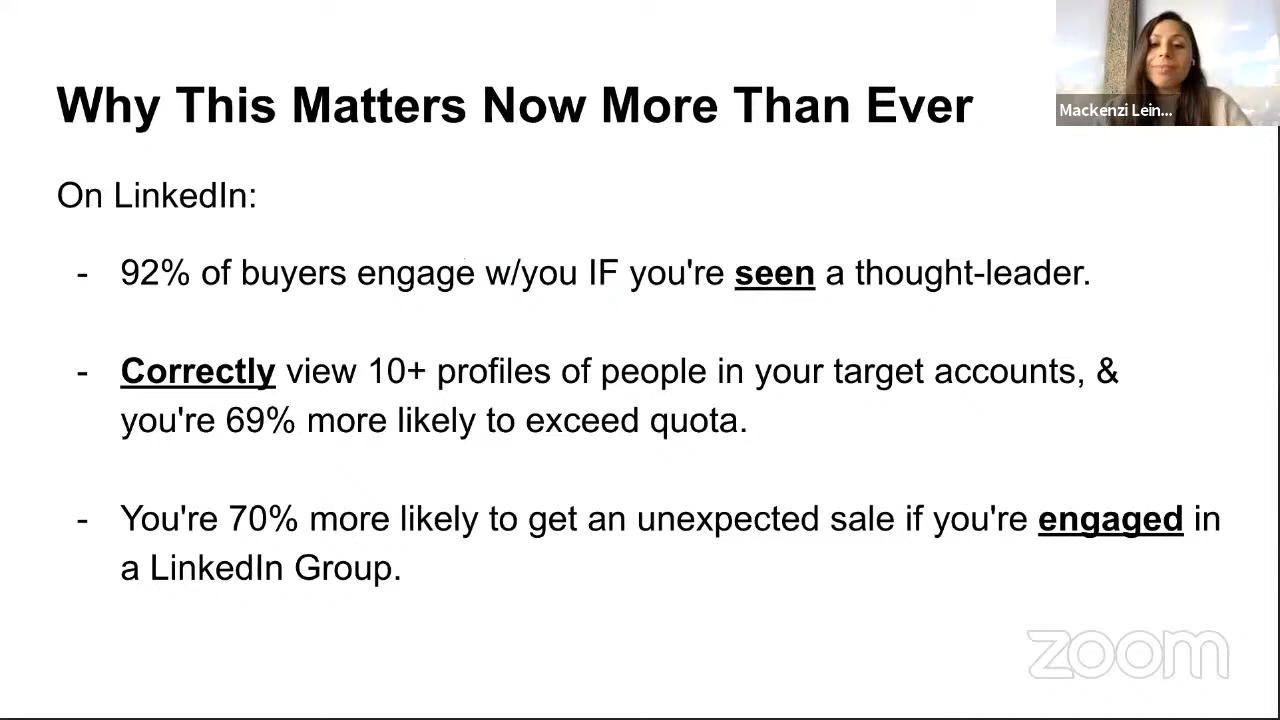 Why This Matters Now More Than Ever
Mackenzi Lein...
On LinkedIn:
- 92% of buyers engage w/you IF you're seen a thought-leader.
- Correctly view 10+ profiles of people in your target accounts, &
you're 69% more likely to exceed quota.
- You're 70% more likely to get an unexpected sale if you're engaged in
a LinkedIn Group.
zoom